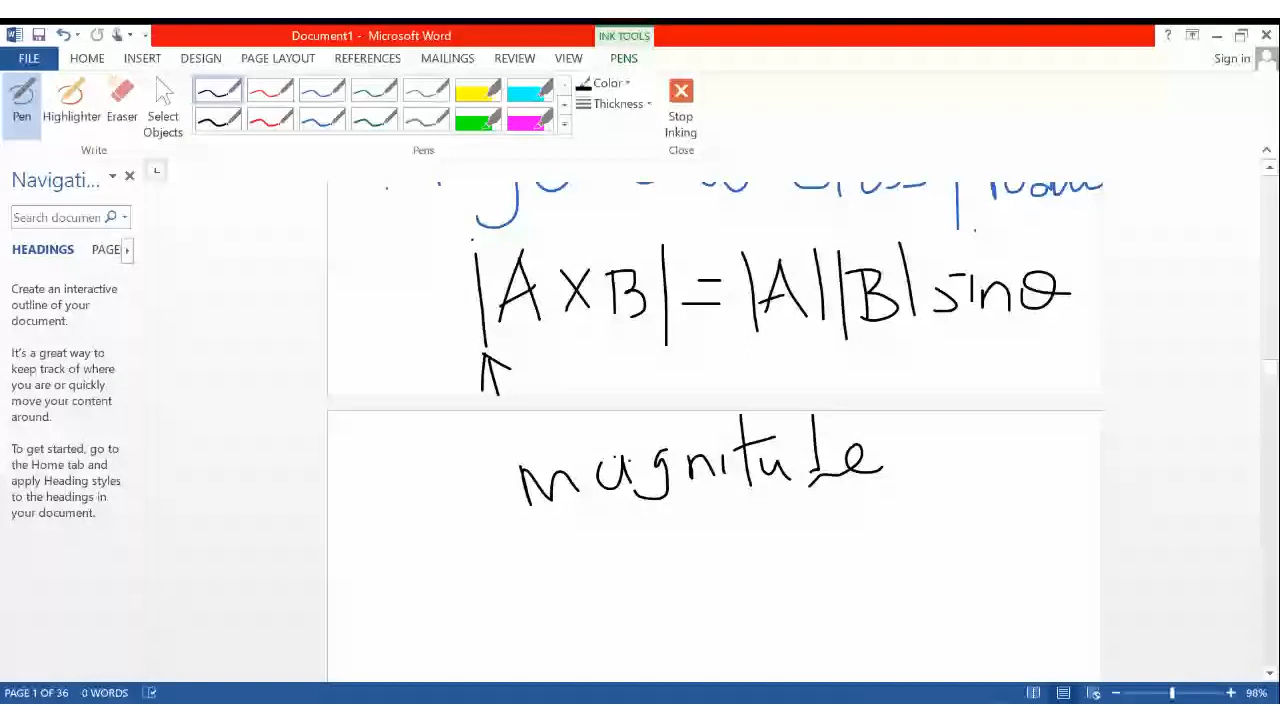 Document1 - Microsoft Word
INK TOOLS
?
FILE
HOME
INSERT
DESIGN
PAGE LAYOUT
REFERENCES
MAILINGS
REVIEW
VIEW
PENS
Sign in
Pen
Highlighter
Eraser
Select Objects
Color
Thickness
Stop Inking
Write
Pens
Close
Navigati...
Search documen
HEADINGS
PAGE
Create an interactive
outline of your
document.
It's a great way to
keep track of where
you are or quickly
move your content
around.
To get started, go to
the Home tab and
apply Heading styles
to the headings in
your document.
|A×B| = |A||B| sinθ
magnitude
PAGE 1 OF 36
0 WORDS
98%